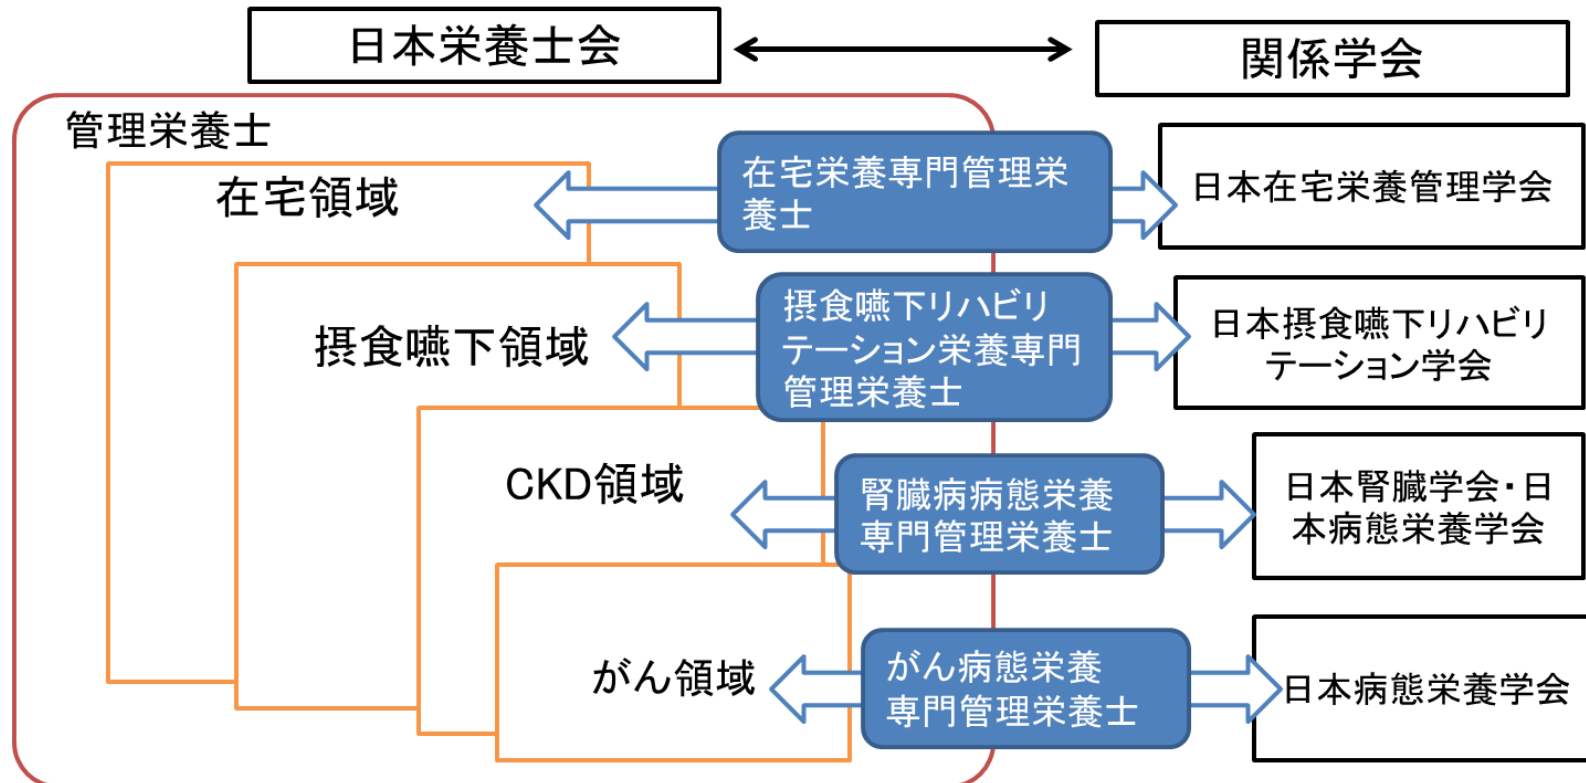 日本栄養士会
関係学会
管理栄養士
在宅領域
在宅栄養専門管理栄
養士
日本在宅栄養管理学会
摂食嚥下領域
摂食嚥下リハビリ
テーション栄養専門
管理栄養士
日本摂食嚥下リハビリ
テーション学会
CKD領域
腎臓病病態栄養
専門管理栄養士
日本腎臓学会・日
本病態栄養学会
がん領域
がん病態栄養
専門管理栄養士
日本病態栄養学会